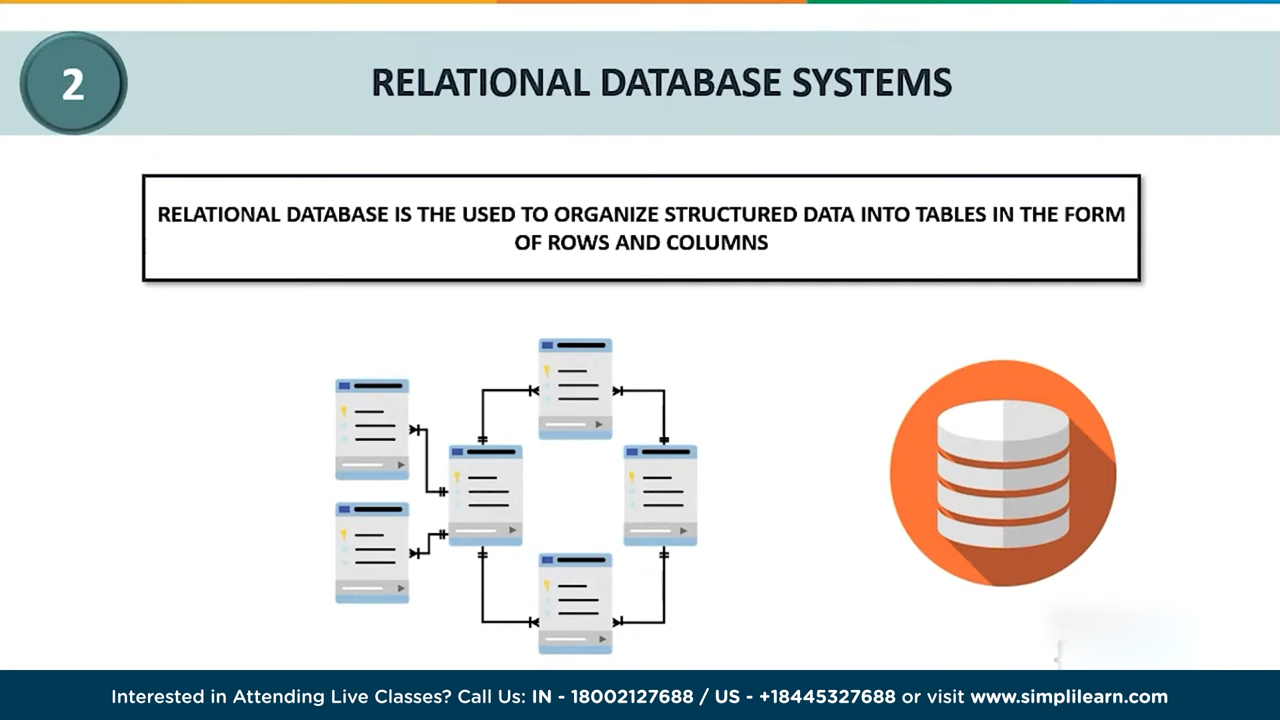 2
RELATIONAL DATABASE SYSTEMS
RELATIONAL DATABASE IS THE USED TO ORGANIZE STRUCTURED DATA INTO TABLES IN THE FORM
OF ROWS AND COLUMNS
Interested in Attending Live Classes? Call Us: IN - 18002127688 / US - +18445327688 or visit www.simplilearn.com